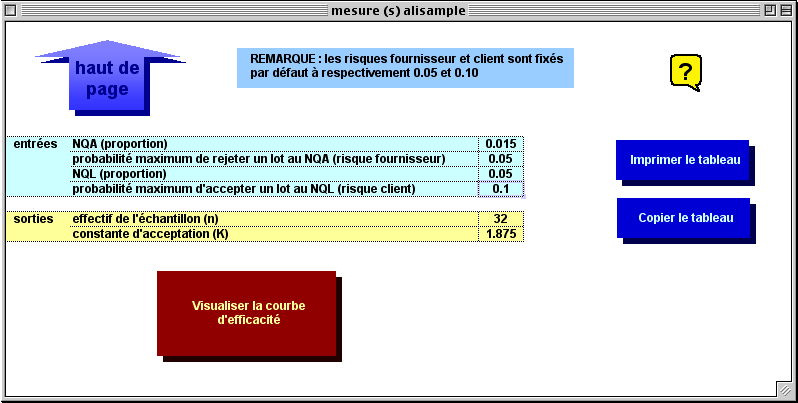 mesure (s) alisample
haut de
page
REMARQUE : les risques fournisseur et client sont fixés
par défaut à respectivement 0.05 et 0.10
?
entrées NQA (proportion) 0.015
probabilité maximum de rejeter un lot au NQA (risque fournisseur) 0.05
NQL (proportion) 0.05
probabilité maximum d'accepter un lot au NQL (risque client) 0.1
Imprimer le tableau
Copier le tableau
sorties effectif de l'échantillon (n) 32
constante d'acceptation (K) 1.875
Visualiser la courbe
d'efficacité